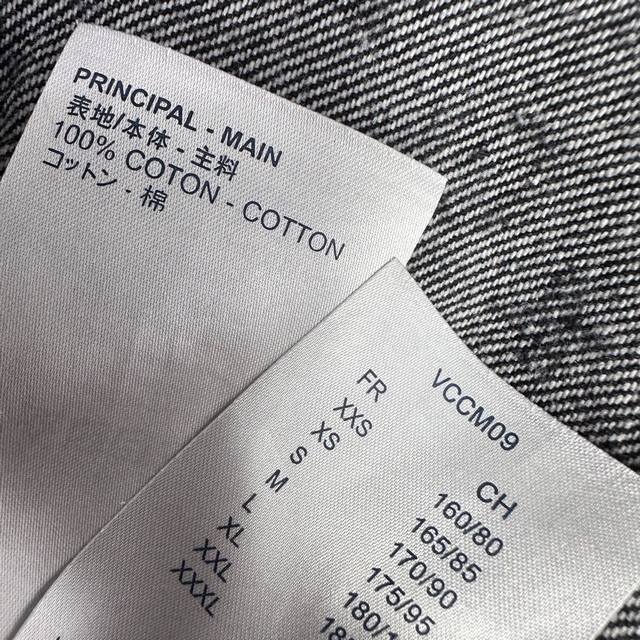 PRINCIPAL - MAIN
表地/本体 - 主料
100% COTON - COTTON
コットン - 棉
VCCM09
FR CH
XXS 160/80
XS 165/85
S 170/90
M 175/95
L
XL
XXL
XXXL